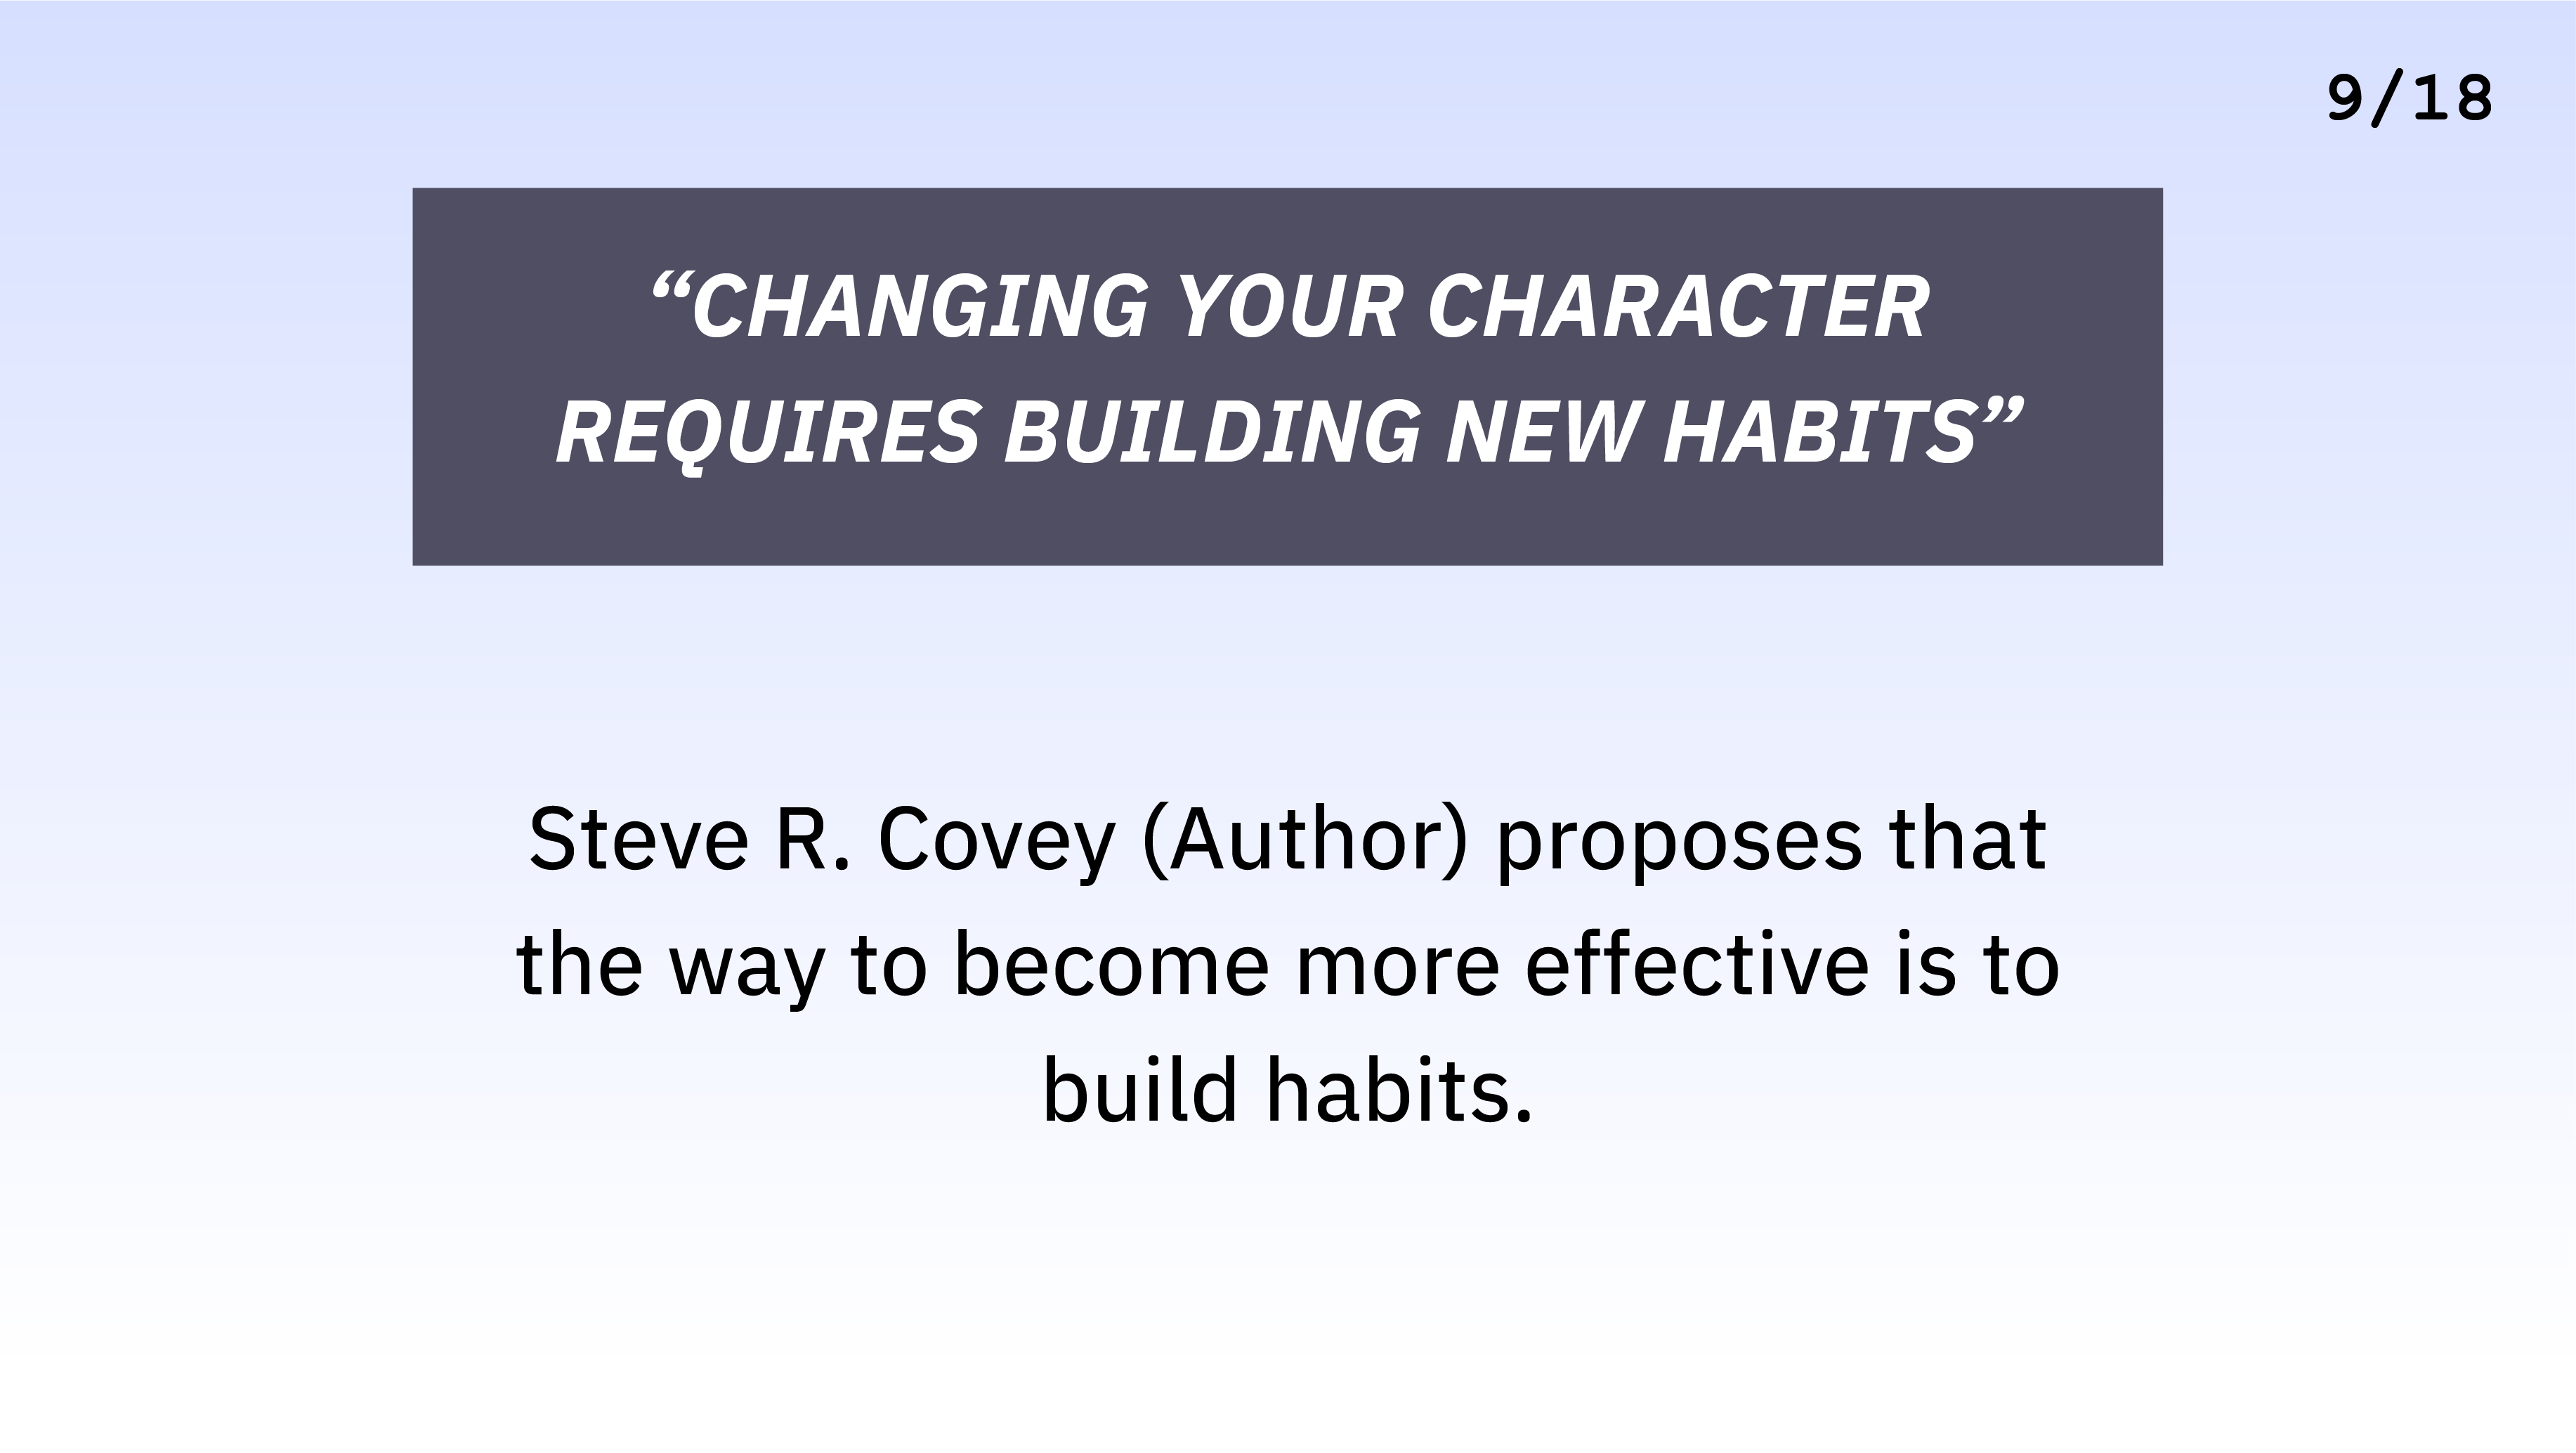 9/18
“CHANGING YOUR CHARACTER
REQUIRES BUILDING NEW HABITS”
Steve R. Covey (Author) proposes that
the way to become more effective is to
build habits.